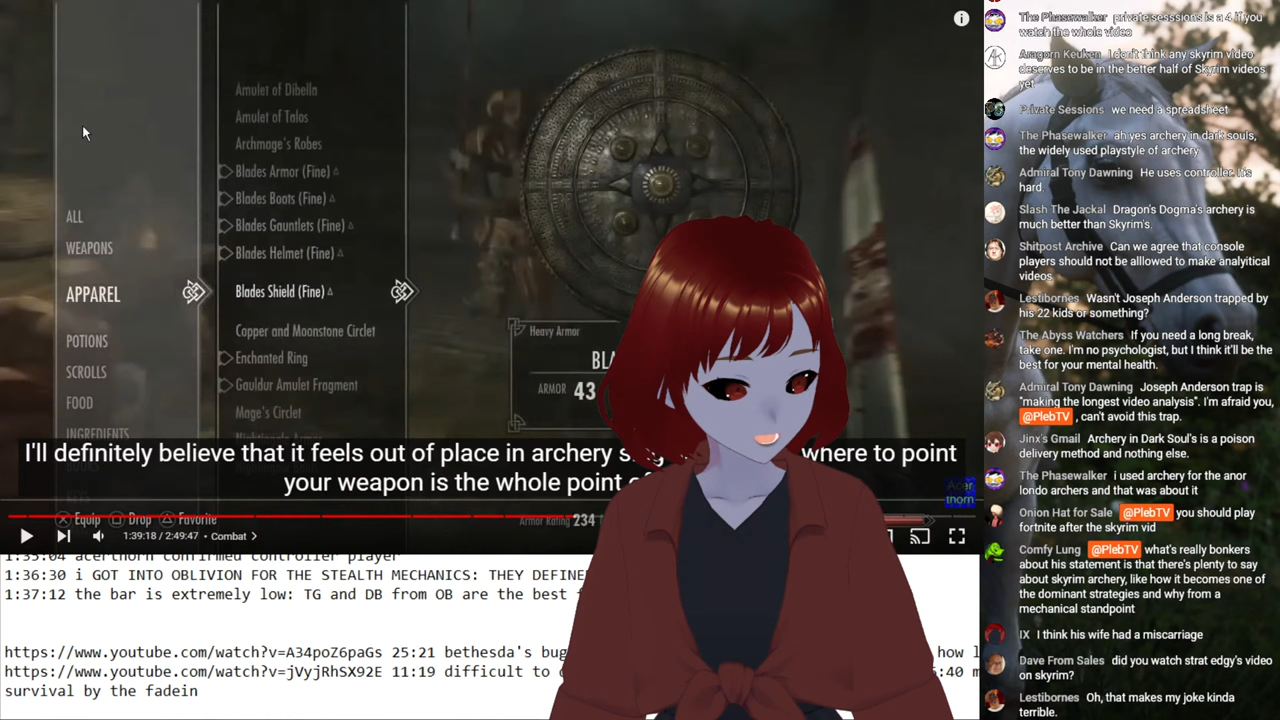 Amulet of Dibella
Amulet of Talos
Archmage's Robes
Blades Armor (Fine)
Blades Boots (Fine)
Blades Gauntlets (Fine)
Blades Helmet (Fine)
Blades Shield (Fine)
Copper and Moonstone Circlet
Enchanted Ring
Gauldur Amulet Fragment
Mage's Circlet
ALL
WEAPONS
APPAREL
POTIONS
SCROLLS
FOOD
INGREDIENTS
Heavy Armor
BLA
ARMOR 43
I'll definitely believe that it feels out of place in archery where to point
your weapon is the whole point
Acer
thorn
Equip Drop Favorite
Armor Rating 234
1:39:18 / 2:49:47 • Combat >
1:35:04 acerthorn confirmed controller player
1:36:30 i GOT INTO OBLIVION FOR THE STEALTH MECHANICS: THEY DEFINE
1:37:12 the bar is extremely low: TG and DB from OB are the best
https://www.youtube.com/watch?v=A34poZ6paGs 25:21 bethesda's bug how l
https://www.youtube.com/watch?v=jVyjRhSX92E 11:19 difficult to :40 m
survival by the fadein
The Phasewalker private sesssions is a 4 if you
watch the whole video
Aragorn Keuken I don't think any skyrim video
deserves to be in the better half of Skyrim videos
yet
Private Sessions we need a spreadsheet
The Phasewalker ah yes archery in dark souls,
the widely used playstyle of archery
Admiral Tony Dawning He uses controller. It's
hard.
Slash The Jackal Dragon's Dogma's archery is
much better than Skyrim's.
Shitpost Archive Can we agree that console
players should not be alllowed to make analyitical
videos
Lestibornes Wasn't Joseph Anderson trapped by
his 22 kids or something?
The Abyss Watchers If you need a long break,
take one. I'm no psychologist, but I think it'll be the
best for your mental health.
Admiral Tony Dawning Joseph Anderson trap is
"making the longest video analysis". I'm afraid you,
@PlebTV , can't avoid this trap.
Jinx's Gmail Archery in Dark Soul's is a poison
delivery method and nothing else.
The Phasewalker i used archery for the anor
londo archers and that was about it
Onion Hat for Sale @PlebTV you should play
fortnite after the skyrim vid
Comfy Lung @PlebTV what's really bonkers
about his statement is that there's plenty to say
about skyrim archery, like how it becomes one of
the dominant strategies and why from a
mechanical standpoint
IX I think his wife had a miscarriage
Dave From Sales did you watch strat edgy's video
on skyrim?
Lestibornes Oh, that makes my joke kinda
terrible.